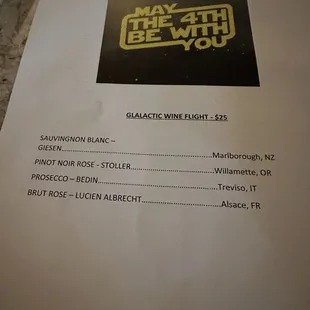 MAY
THE 4TH
BE WITH
YOU
GLALACTIC WINE FLIGHT - $25
SAUVINGNON BLANC –
GIESEN..........................................................Marlborough, NZ
PINOT NOIR ROSE - STOLLER................................Willamette, OR
PROSECCO – BEDIN.............................................Treviso, IT
BRUT ROSE – LUCIEN ALBRECHT.............................Alsace, FR